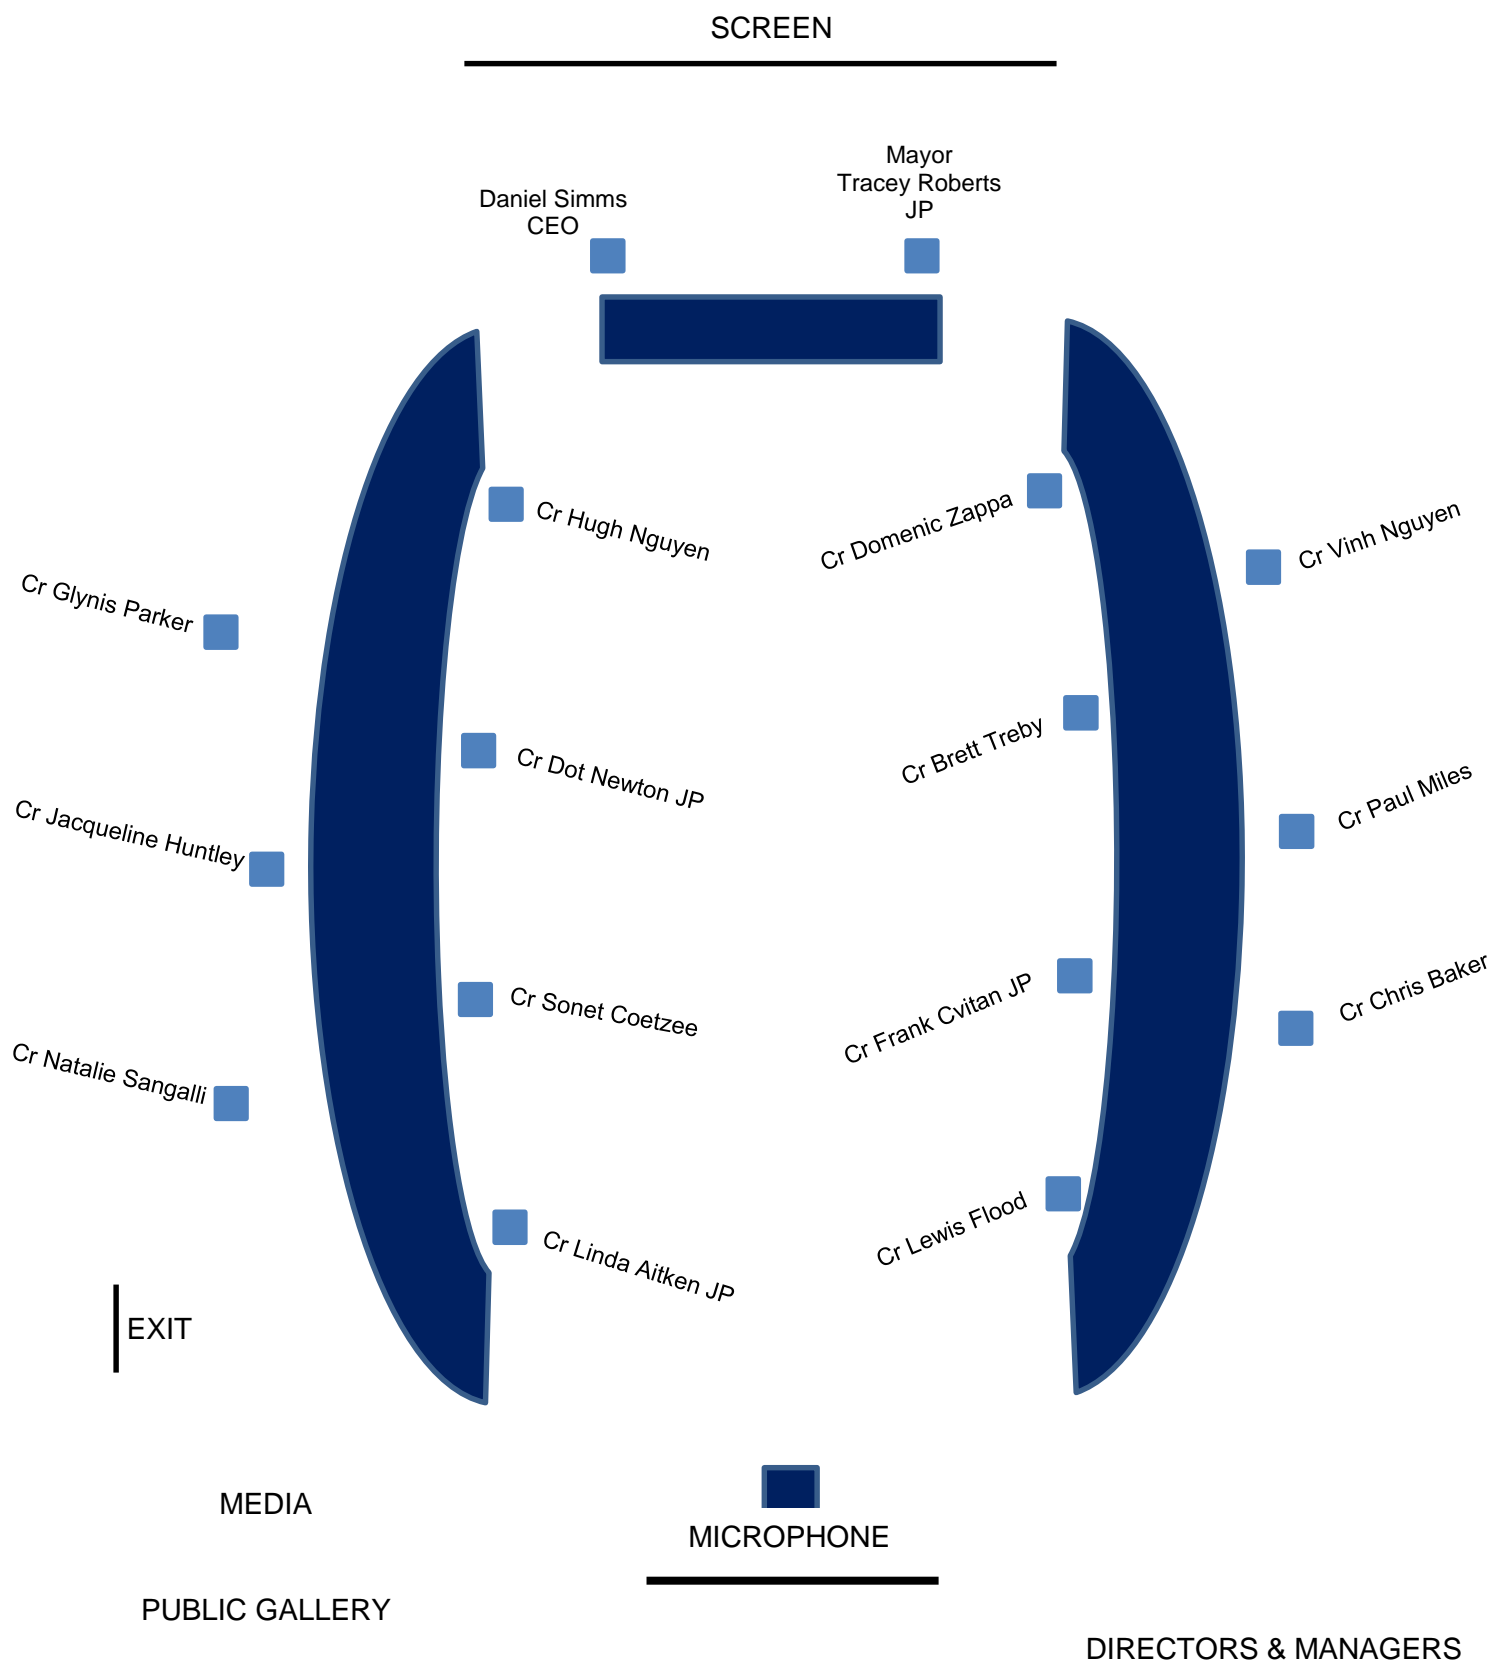 SCREEN
Mayor
Tracey Roberts
JP
Daniel Simms
CEO
Cr Hugh Nguyen
Cr Domenic Zappa
Cr Vinh Nguyen
Cr Glynis Parker
Cr Dot Newton JP
Cr Brett Treby
Cr Paul Miles
Cr Jacqueline Huntley
Cr Sonet Coetzee
Cr Frank Cvitan JP
Cr Chris Baker
Cr Natalie Sangalli
Cr Linda Aitken JP
Cr Lewis Flood
EXIT
MEDIA
MICROPHONE
PUBLIC GALLERY
DIRECTORS & MANAGERS